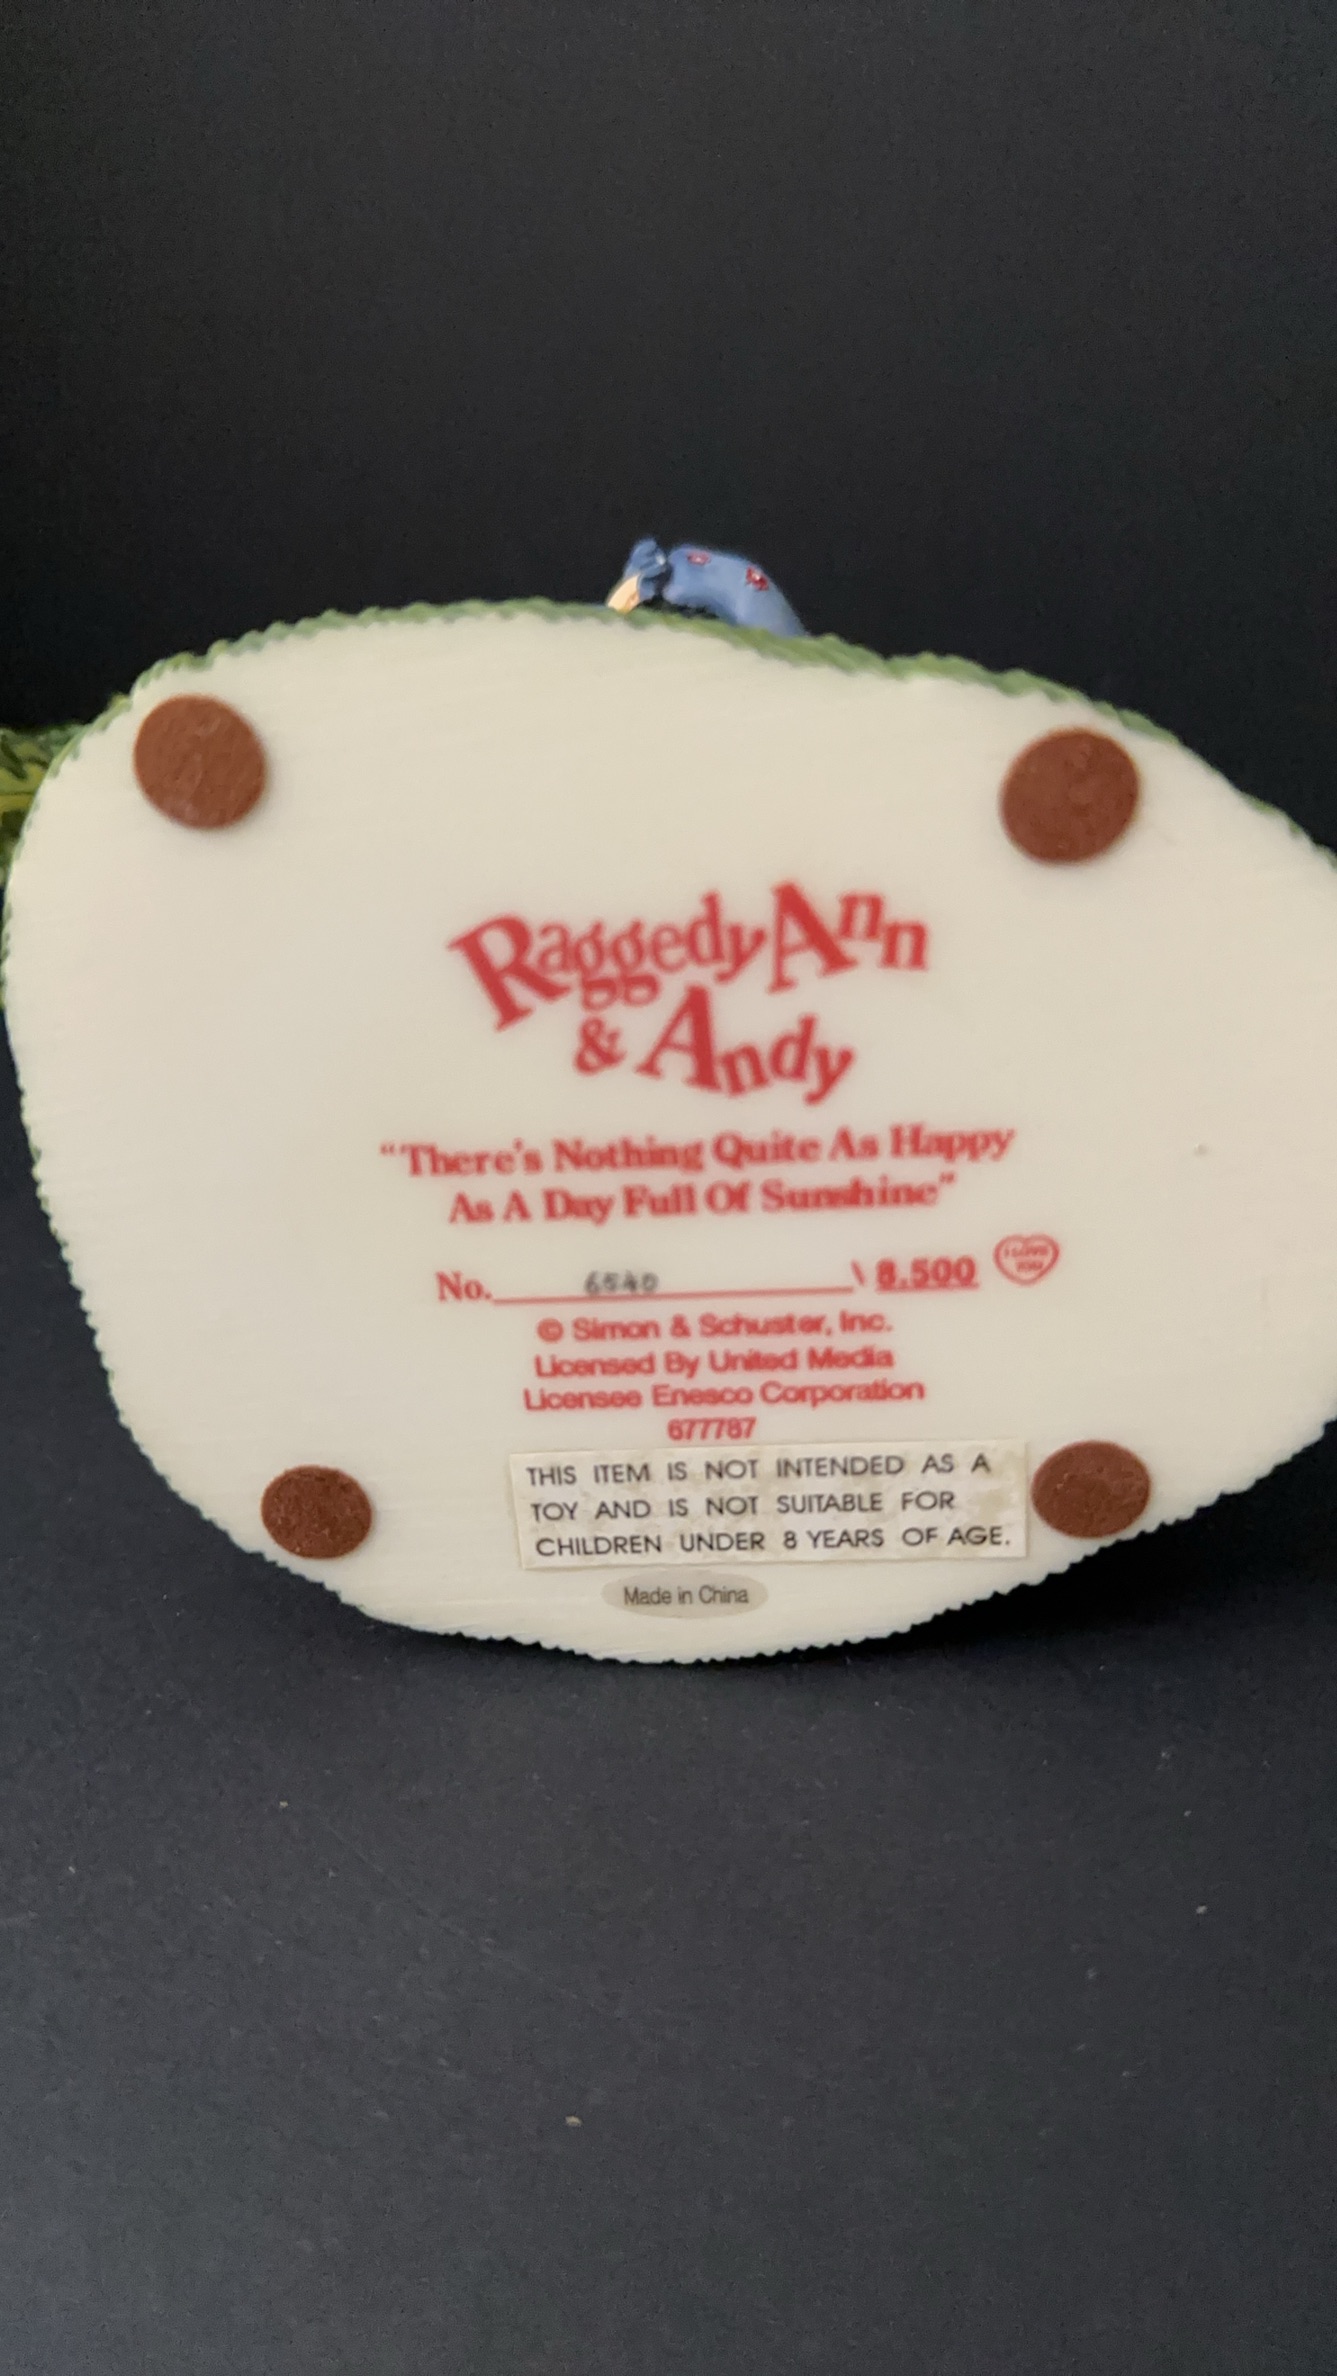 Raggedy Ann
& Andy
"There's Nothing Quite As Happy
As A Day Full Of Sunshine"
No. 6540 \ 8.500
I LOVE
YOU
© Simon & Schuster, Inc.
Licensed By United Media
Licensee Enesco Corporation
677787
THIS ITEM IS NOT INTENDED AS A
TOY AND IS NOT SUITABLE FOR
CHILDREN UNDER 8 YEARS OF AGE.
Made in China